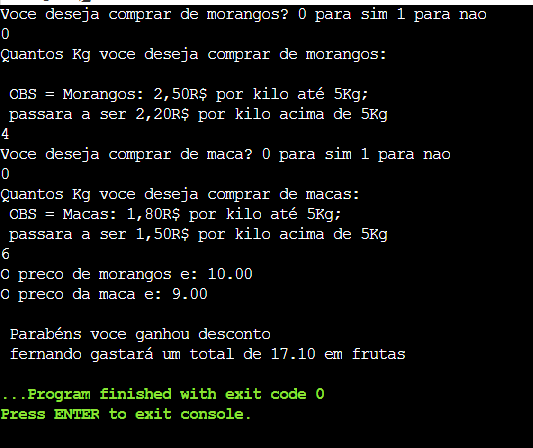 Voce deseja comprar de morangos? 0 para sim 1 para nao
0
Quantos Kg voce deseja comprar de morangos:
OBS = Morangos: 2,50R$ por kilo até 5Kg;
passara a ser 2,20R$ por kilo acima de 5Kg
4
Voce deseja comprar de maca? 0 para sim 1 para nao
0
Quantos Kg voce deseja comprar de macas:
OBS = Macas: 1,80R$ por kilo até 5Kg;
passara a ser 1,50R$ por kilo acima de 5Kg
6
O preco de morangos e: 10.00
O preco da maca e: 9.00
Parabéns voce ganhou desconto
fernando gastará um total de 17.10 em frutas
...Program finished with exit code 0
Press ENTER to exit console.